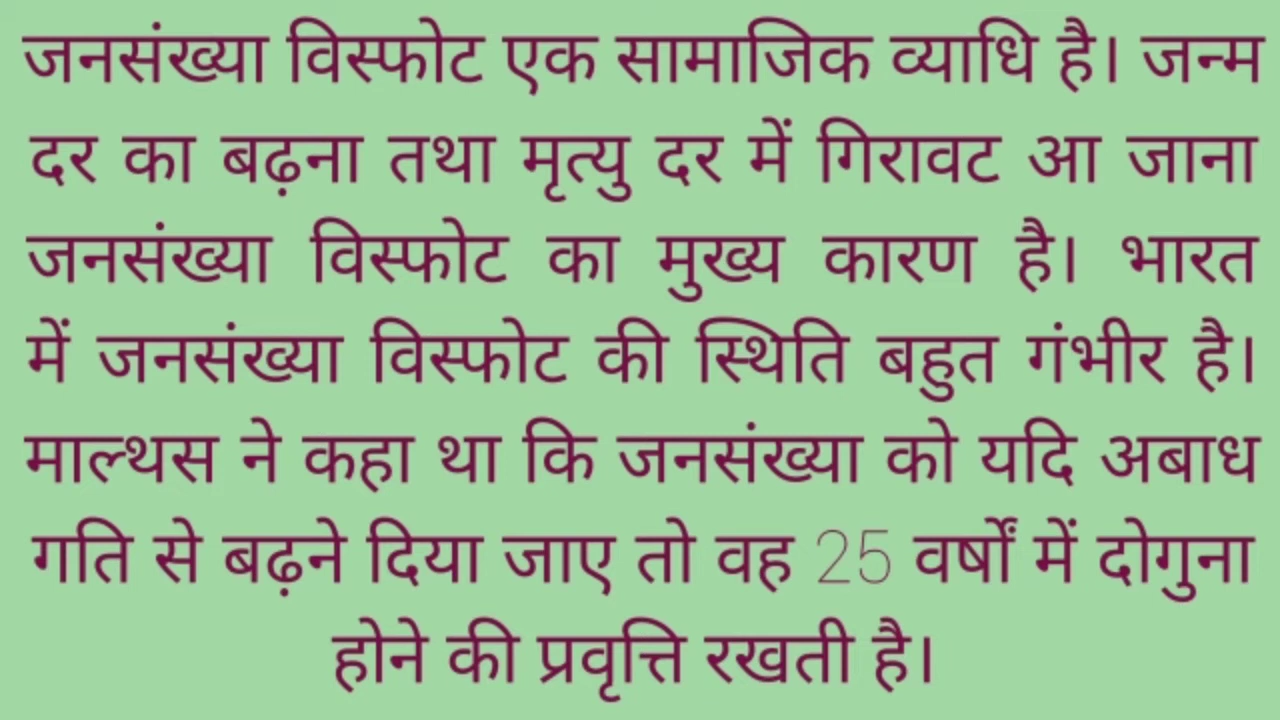 जनसंख्या विस्फोट एक सामाजिक व्याधि है। जन्म
दर का बढ़ना तथा मृत्यु दर में गिरावट आ जाना
जनसंख्या विस्फोट का मुख्य कारण है। भारत
में जनसंख्या विस्फोट की स्थिति बहुत गंभीर है।
माल्थस ने कहा था कि जनसंख्या को यदि अबाध
गति से बढ़ने दिया जाए तो वह 25 वर्षों में दोगुना
होने की प्रवृत्ति रखती है।